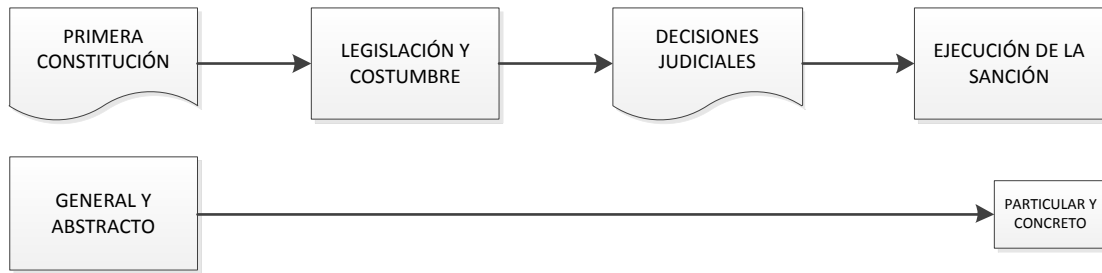 PRIMERA
CONSTITUCIÓN
LEGISLACIÓN Y
COSTUMBRE
DECISIONES
JUDICIALES
EJECUCIÓN DE LA
SANCIÓN
GENERAL Y
ABSTRACTO
PARTICULAR Y
CONCRETO